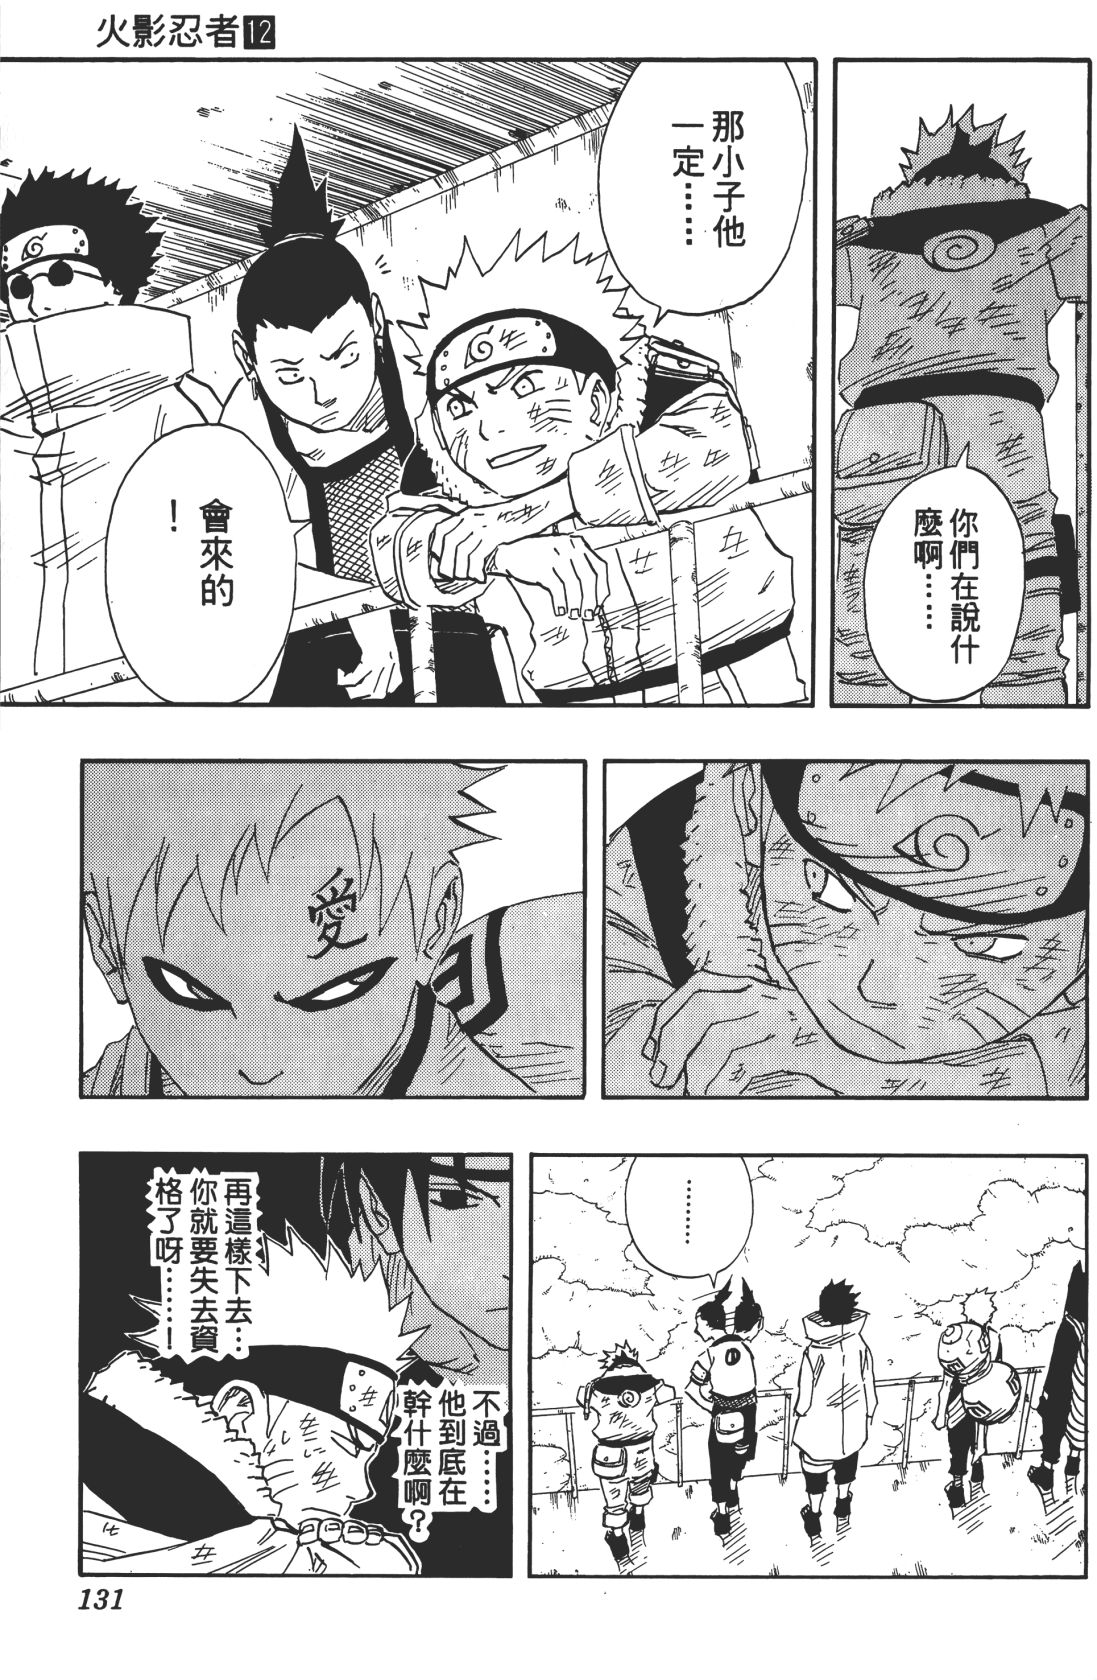 火影忍者12
你們在說什
麼啊……
那小子他
一定……
會來的
！
愛
………
再這樣下去…
你就要失去資
格了呀……！
不過……
他到底在
幹什麼啊？
131